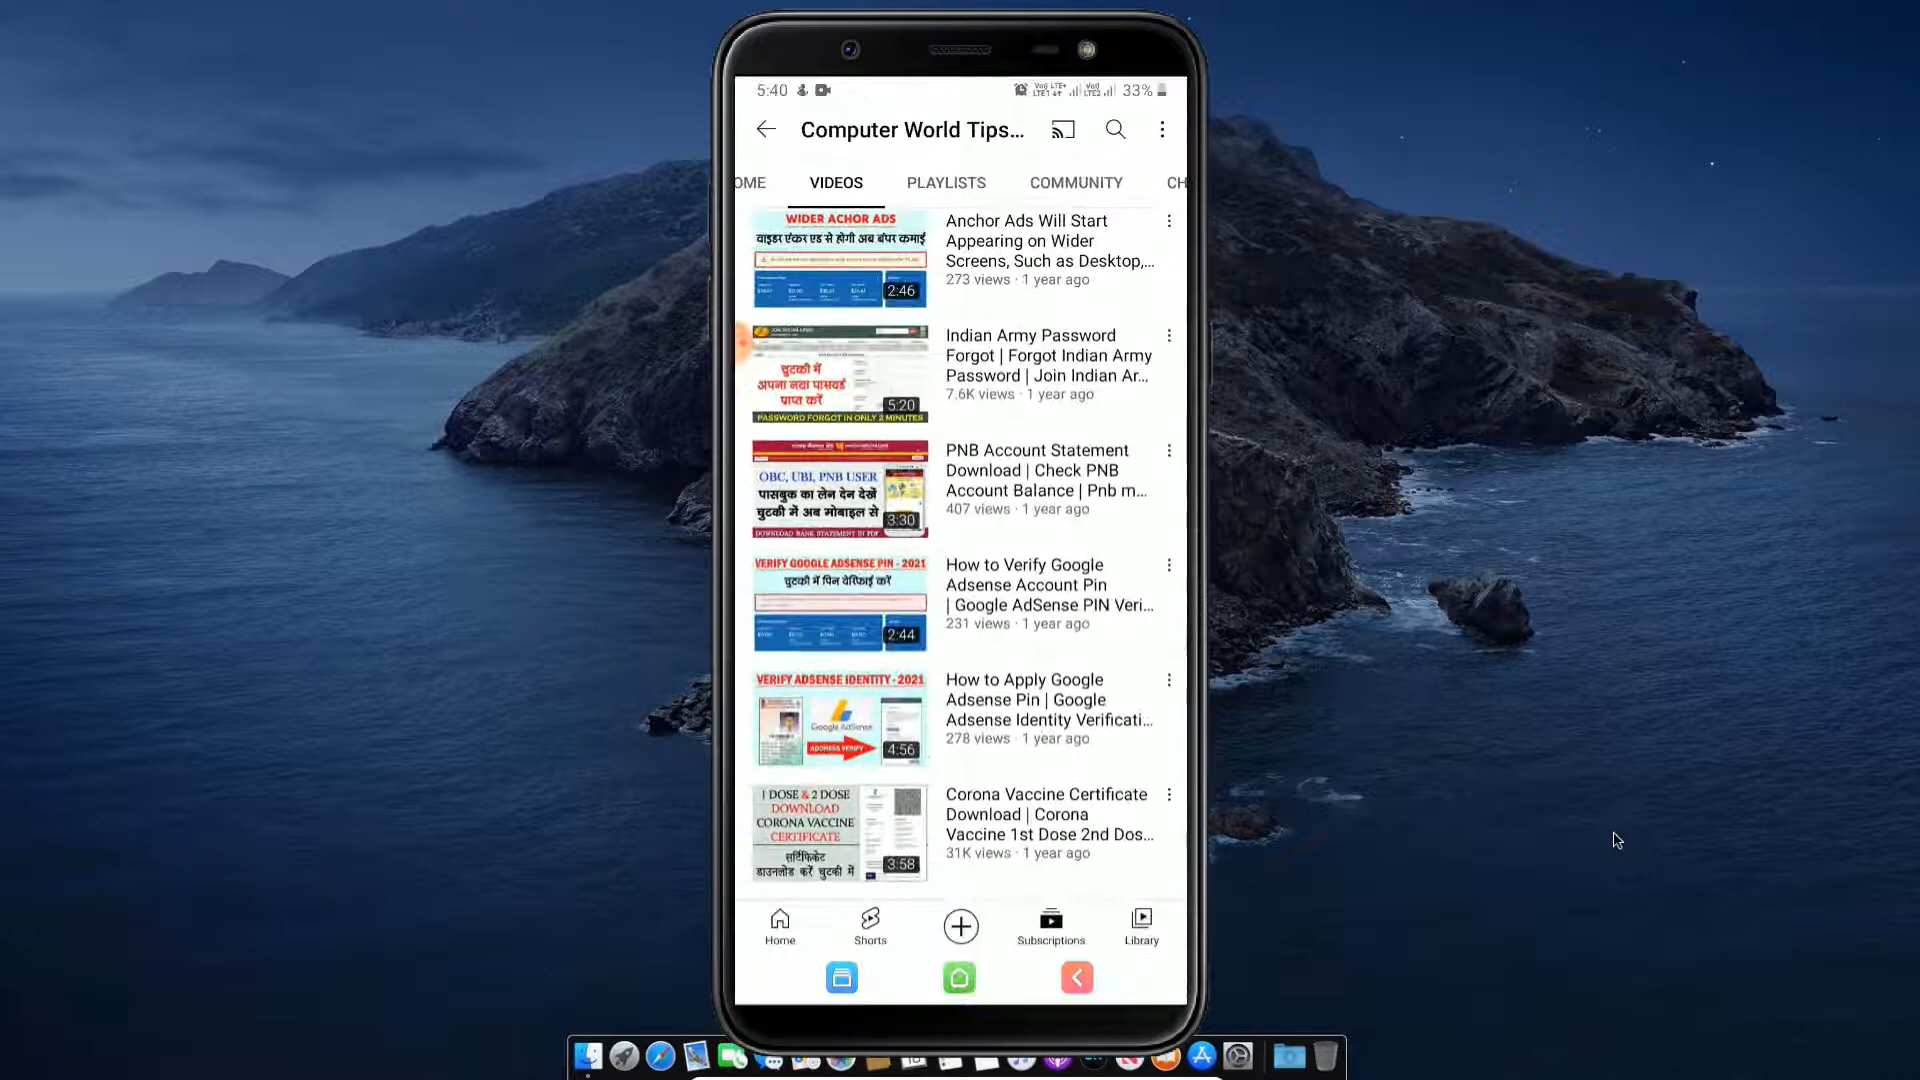 5:40
33%
Computer World Tips...
OME
VIDEOS
PLAYLISTS
COMMUNITY
CH
WIDER ACHOR ADS
वाइडर एंकर एड से होगी अब बंपर कमाई
2:46
Anchor Ads Will Start
Appearing on Wider
Screens, Such as Desktop,...
273 views · 1 year ago
चुटकी में
अपना नया पासवर्ड
प्राप्त करें
5:20
PASSWORD FORGOT IN ONLY 2 MINUTES
Indian Army Password
Forgot | Forgot Indian Army
Password | Join Indian Ar...
7.6K views · 1 year ago
OBC, UBI, PNB USER
पासबुक का लेन देन देखें
चुटकी में अब मोबाइल से
3:30
DOWNLOAD BANK STATEMENT IN PDF
PNB Account Statement
Download | Check PNB
Account Balance | Pnb m...
407 views · 1 year ago
VERIFY GOOGLE ADSENSE PIN - 2021
चुटकी में पिन वेरिफाई करें
2:44
How to Verify Google
Adsense Account Pin
| Google AdSense PIN Veri...
231 views · 1 year ago
VERIFY ADSENSE IDENTITY - 2021
Google AdSense
ADDRESS VERIFY
4:56
How to Apply Google
Adsense Pin | Google
Adsense Identity Verificati...
278 views · 1 year ago
1 DOSE & 2 DOSE
DOWNLOAD
CORONA VACCINE
CERTIFICATE
सर्टिफिकेट
डाउनलोड करें चुटकी में
3:58
Corona Vaccine Certificate
Download | Corona
Vaccine 1st Dose 2nd Dos...
31K views · 1 year ago
Home
Shorts
Subscriptions
Library